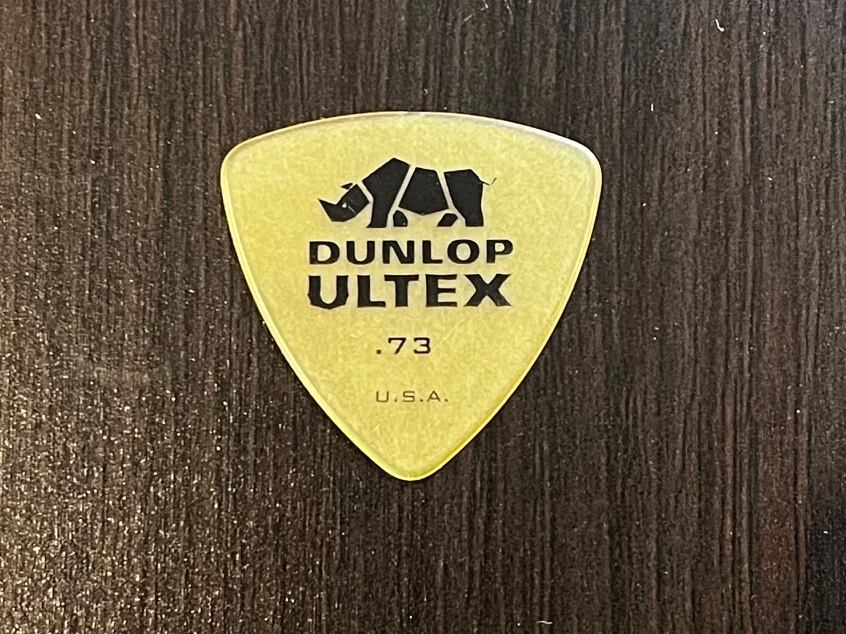 DUNLOP
ULTEX
.73
U.S.A.